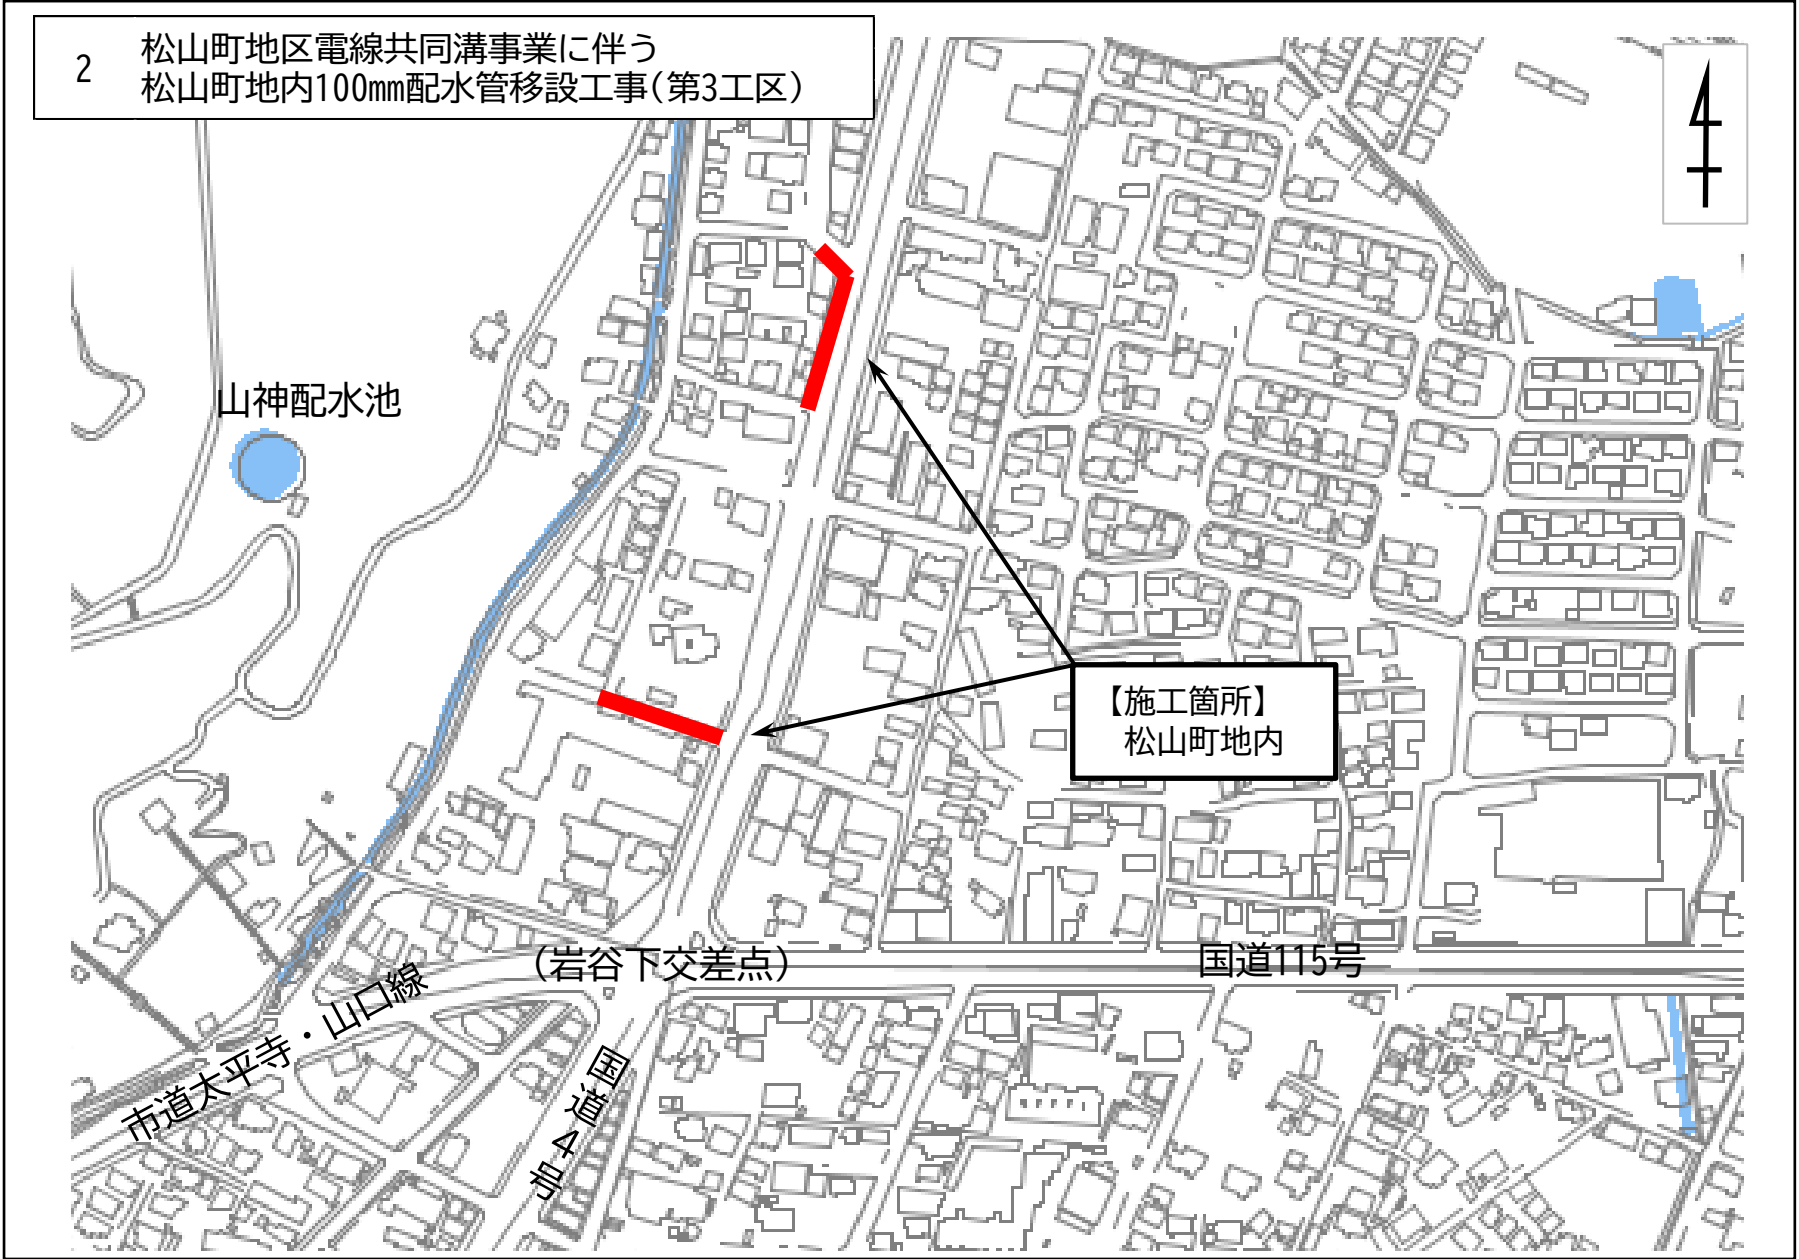 2
松山町地区電線共同溝事業に伴う
松山町地内100mm配水管移設工事(第3工区)
山神配水池
【施工箇所】
松山町地内
(岩谷下交差点)
国道115号
市道太平寺・山口線
国道4号